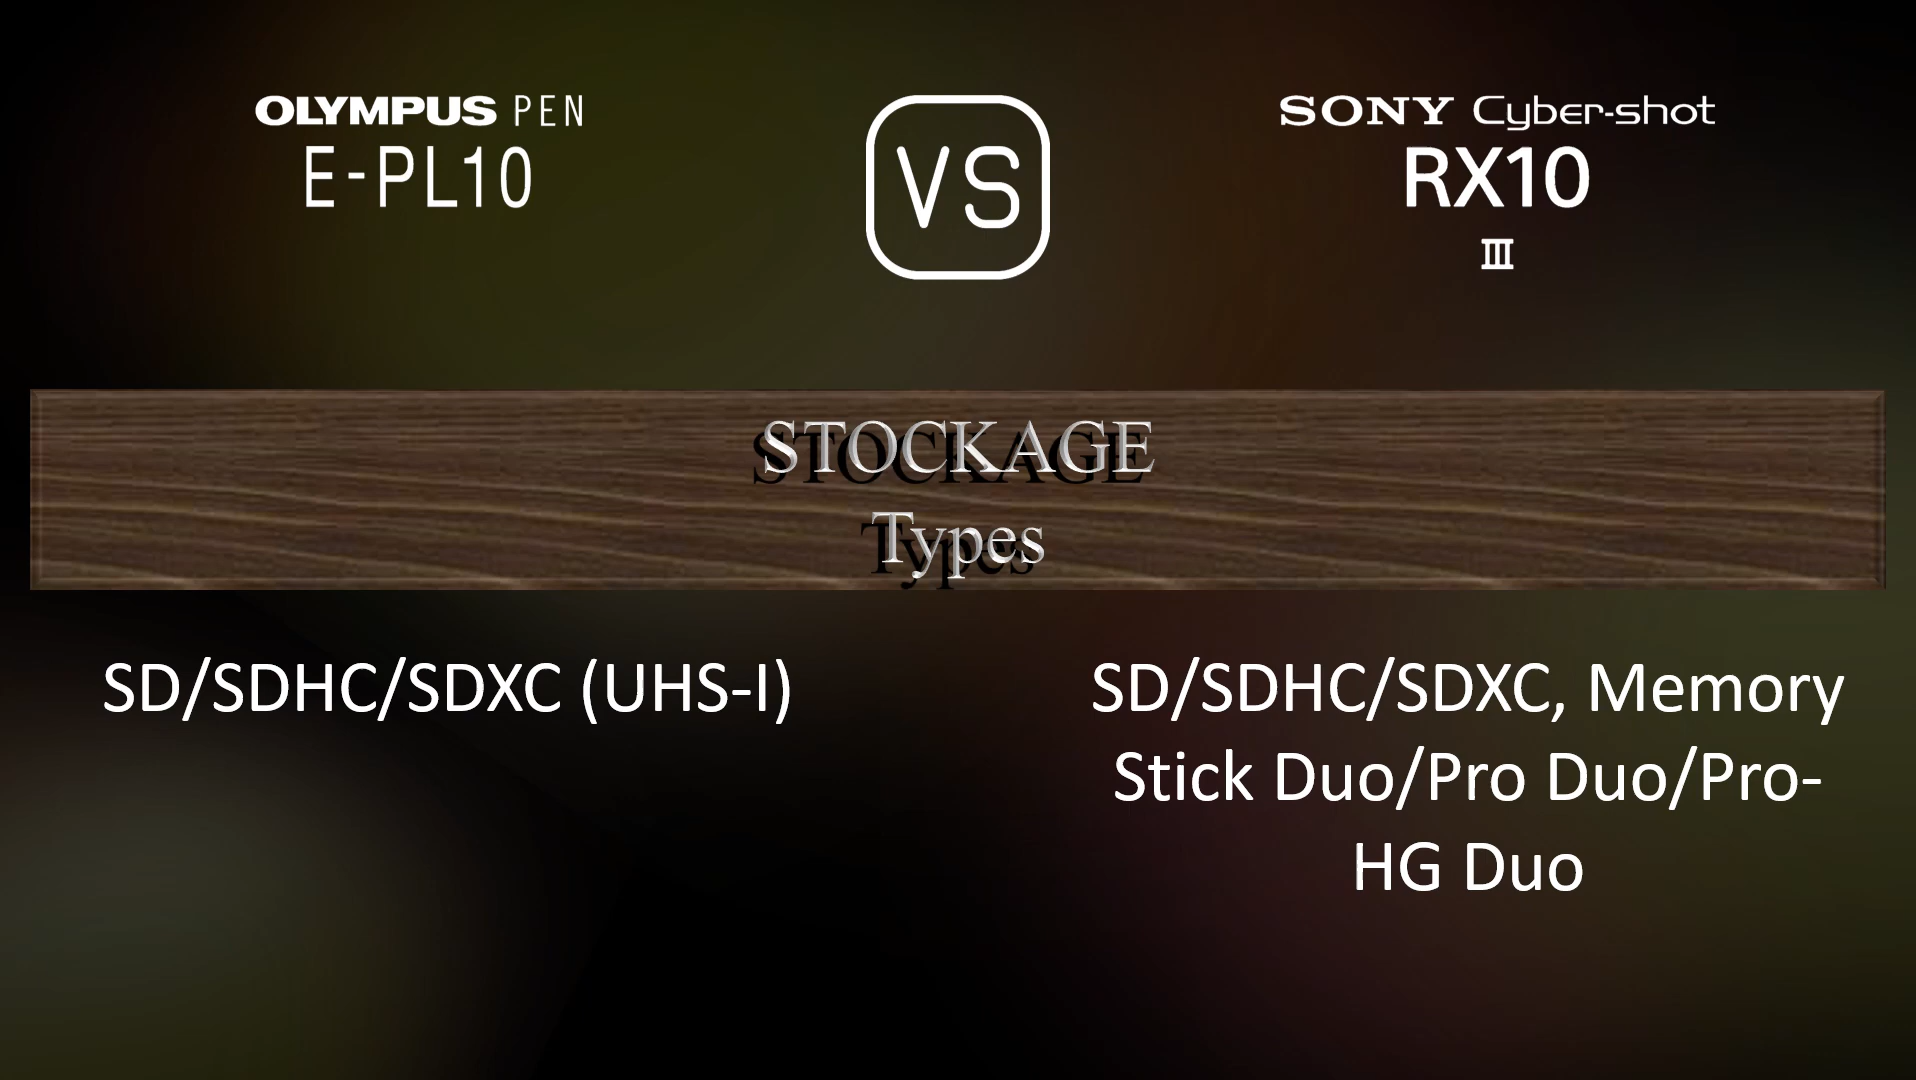 OLYMPUS PEN
E-PL10
VS
SONY Cyber-shot
RX10
III
STOCKAGE
Types
SD/SDHC/SDXC (UHS-I)
SD/SDHC/SDXC, Memory
Stick Duo/Pro Duo/Pro-
HG Duo